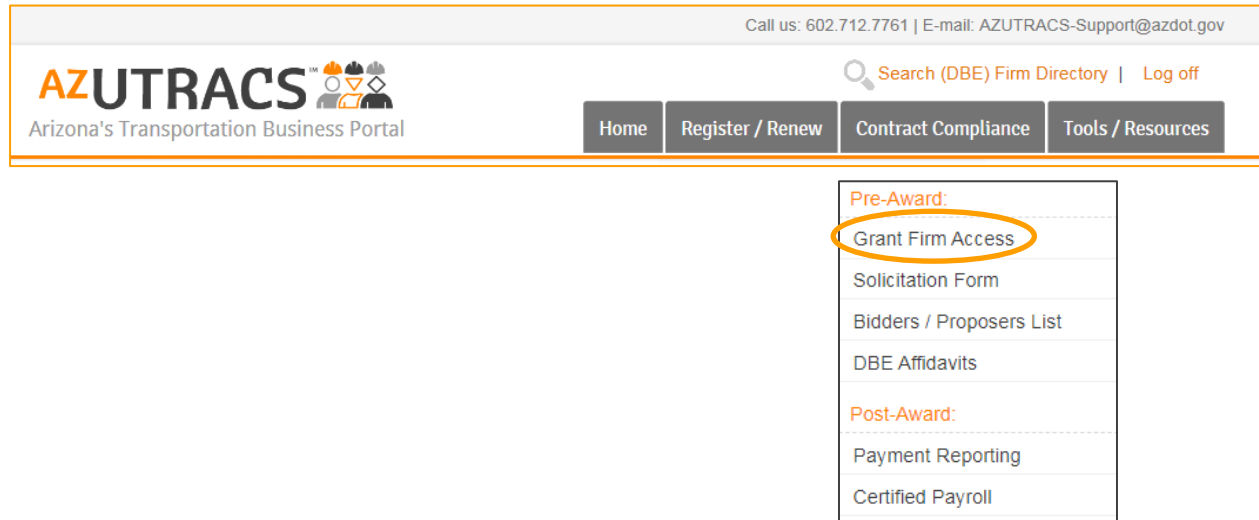 Call us: 602.712.7761 | E-mail: AZUTRACS-Support@azdot.gov
AZUTRACS™
Search (DBE) Firm Directory | Log off
Arizona's Transportation Business Portal
Home Register / Renew Contract Compliance Tools / Resources
Pre-Award:
Grant Firm Access
Solicitation Form
Bidders / Proposers List
DBE Affidavits
Post-Award:
Payment Reporting
Certified Payroll